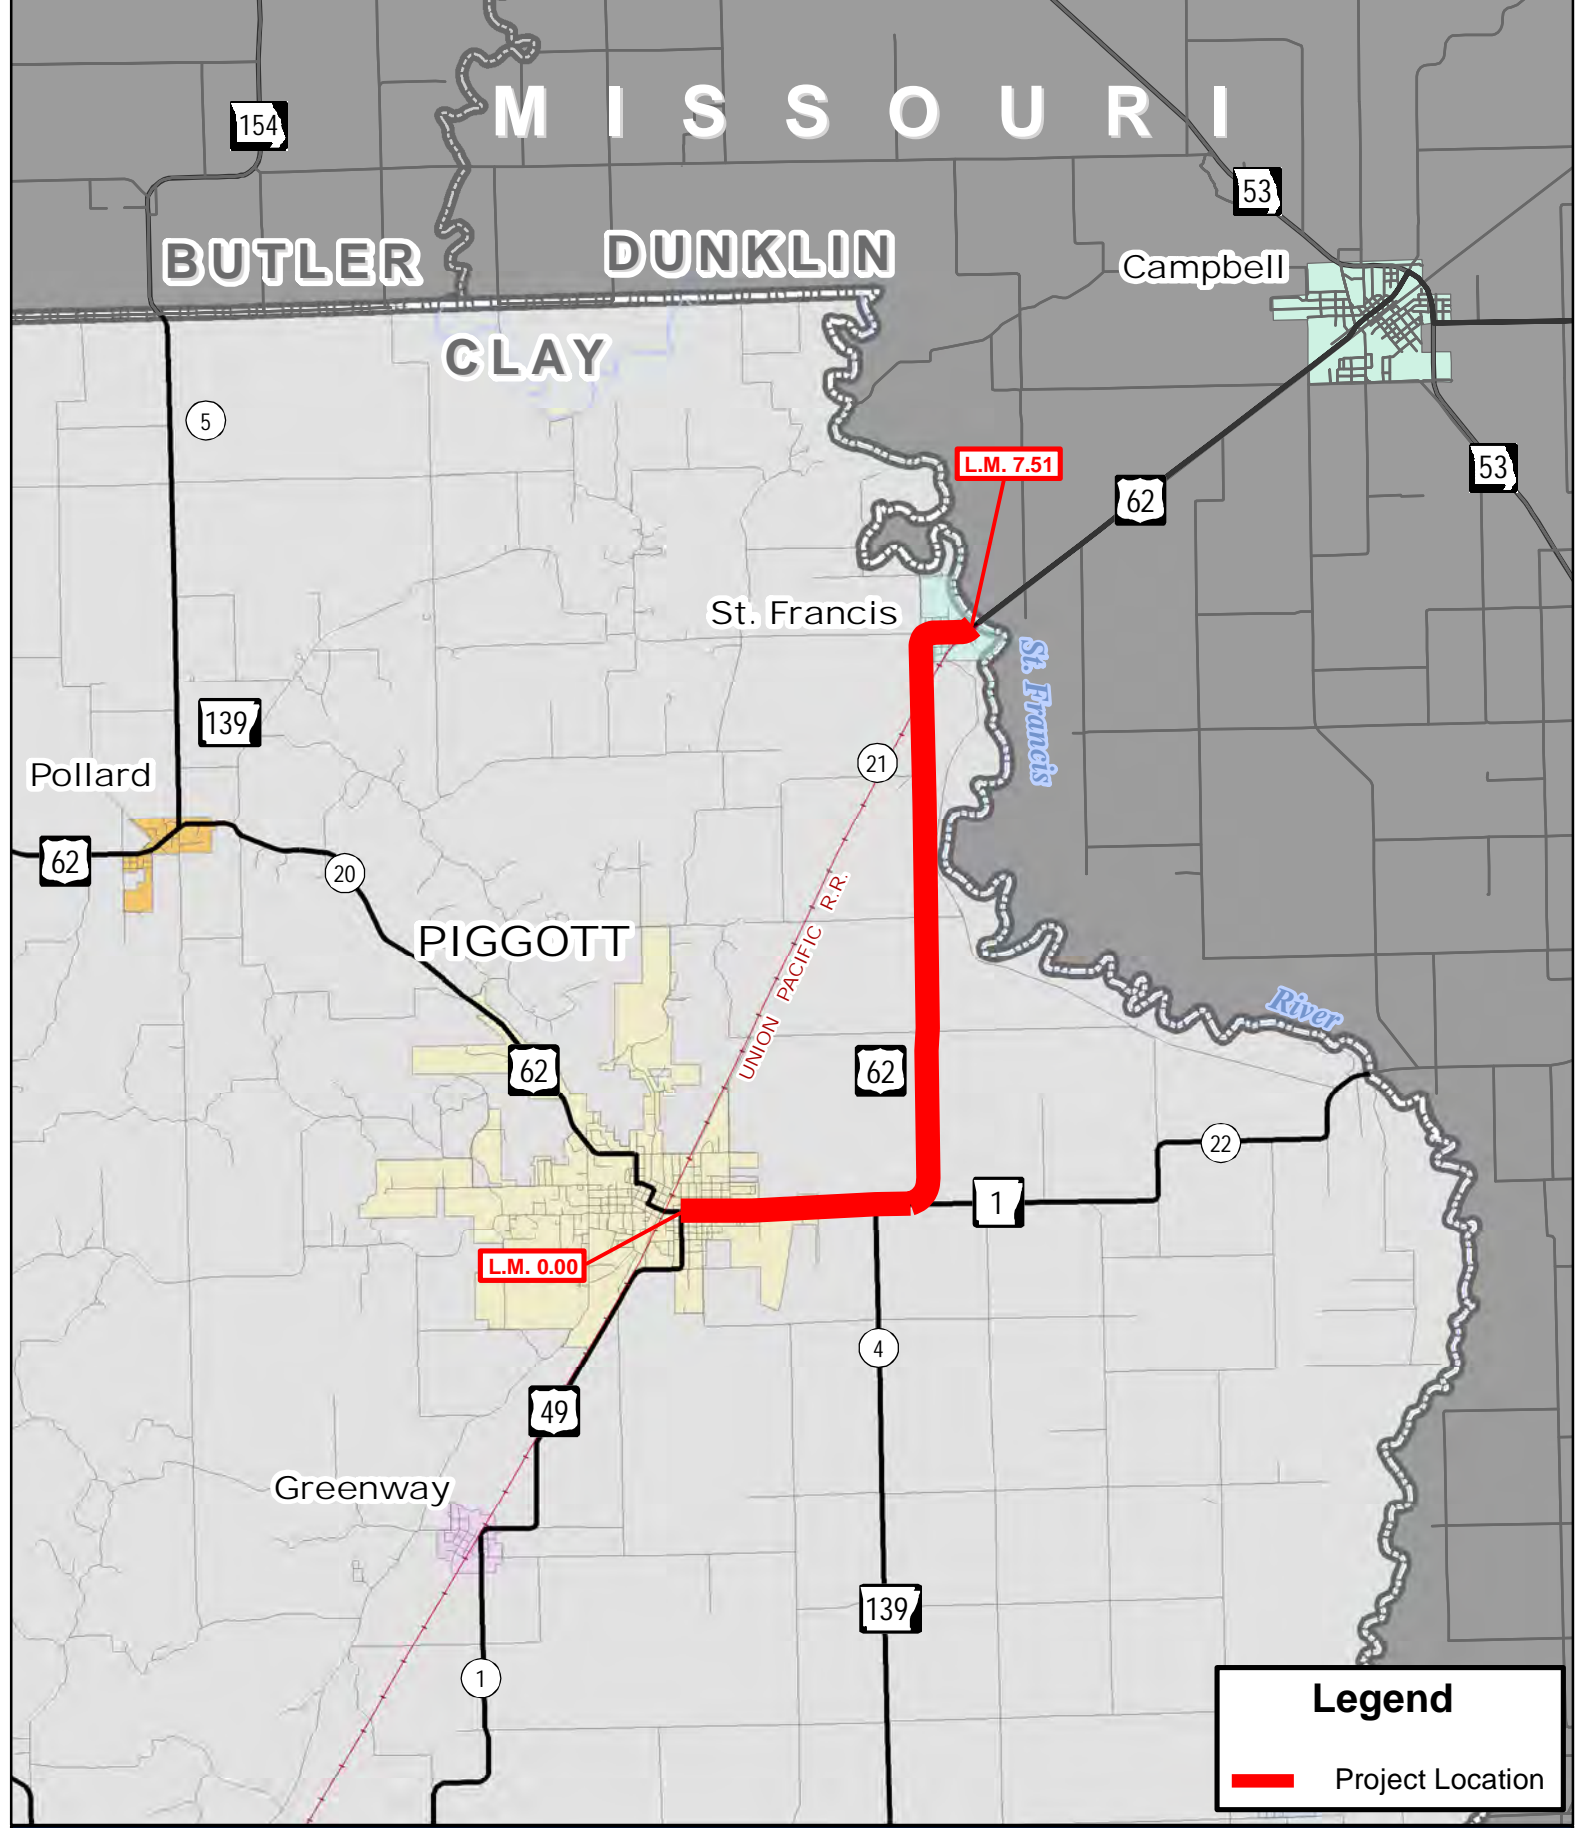 MISSOURI
154
53
BUTLER
DUNKLIN
Campbell
CLAY
5
L.M. 7.51
53
62
St. Francis
St. Francis
139
21
Pollard
62
20
UNION PACIFIC R.R.
PIGGOTT
River
62
62
22
1
L.M. 0.00
4
49
Greenway
139
1
Legend
Project Location